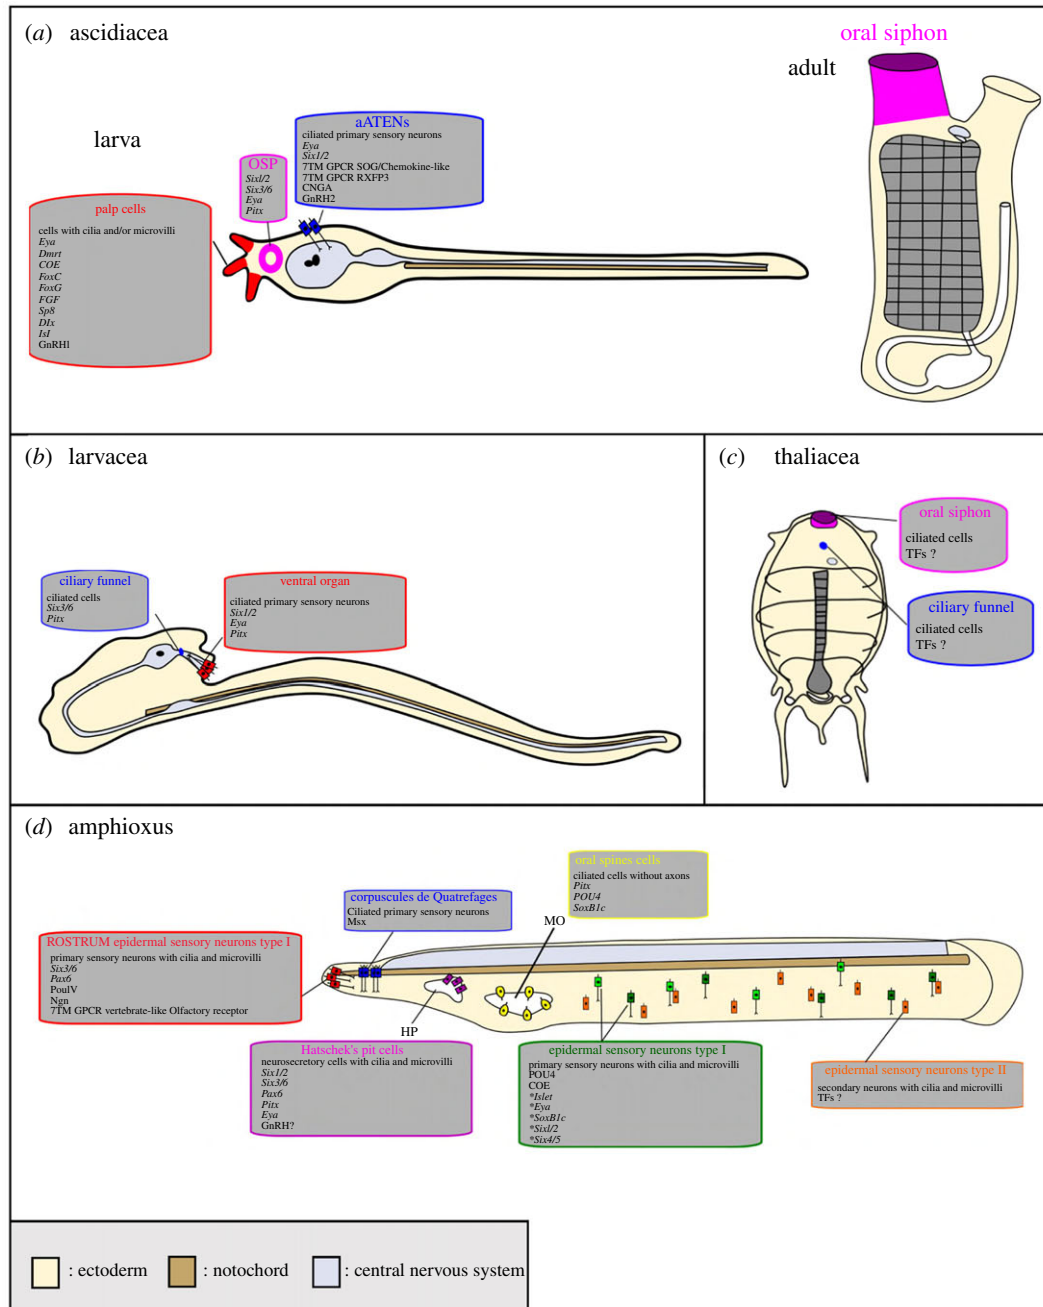 (a) ascidiacea
oral siphon
adult
larva
aATENs
ciliated primary sensory neurons
Eya
Six1/2
7TM GPCR SOG/Chemokine-like
7TM GPCR RXFP3
CNGA
GnRH2
OSP
Six1/2
Six3/6
Eya
Pitx
palp cells
cells with cilia and/or microvilli
Eya
Dmrt
COE
FoxC
FoxG
FGF
Sp8
DIx
IsI
GnRH1
(b) larvacea
ciliary funnel
ciliated cells
Six3/6
Pitx
ventral organ
ciliated primary sensory neurons
Six1/2
Eya
Pitx
(c) thaliacea
oral siphon
ciliated cells
TFs ?
ciliary funnel
ciliated cells
TFs ?
(d) amphioxus
oral spines cells
ciliated cells without axons
Pitx
POU4
SoxB1c
corpuscules de Quatrefages
Ciliated primary sensory neurons
Msx
MO
ROSTRUM epidermal sensory neurons type I
primary sensory neurons with cilia and microvilli
Six3/6
Pax6
PouIV
Ngn
7TM GPCR vertebrate-like Olfactory receptor
HP
Hatschek's pit cells
neurosecretory cells with cilia and microvilli
Six1/2
Six3/6
Pax6
Pitx
Eya
GnRH?
epidermal sensory neurons type I
primary sensory neurons with cilia and microvilli
POU4
COE
*Islet
*Eya
*SoxB1c
*Six1/2
*Six4/5
epidermal sensory neurons type II
secondary neurons with cilia and microvilli
TFs ?
: ectoderm
: notochord
: central nervous system